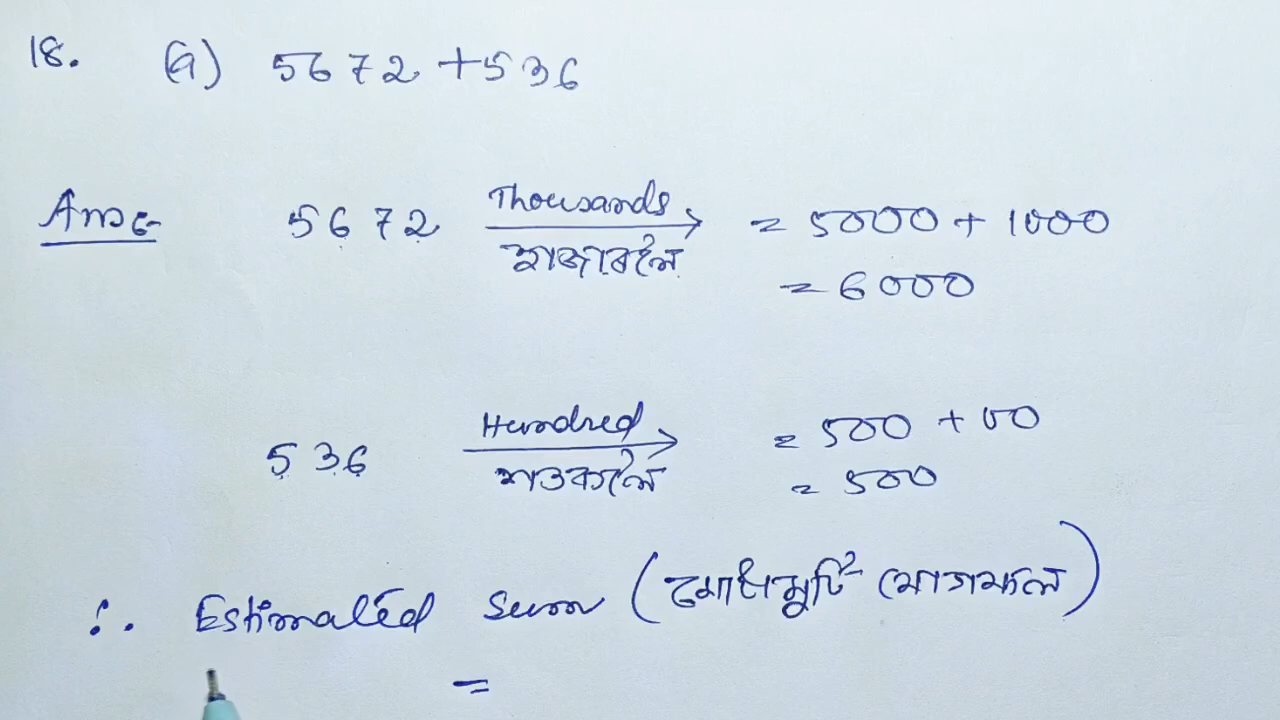 18. (a) 5672 + 536
Ans:- 5672 Thousands → = 5000 + 1000
হাজাৰলৈ
= 6000
536 Hundred → = 500 + 00
শতকলৈ = 500
∴ Estimated sum (মোটামুটি যোগফল)
=